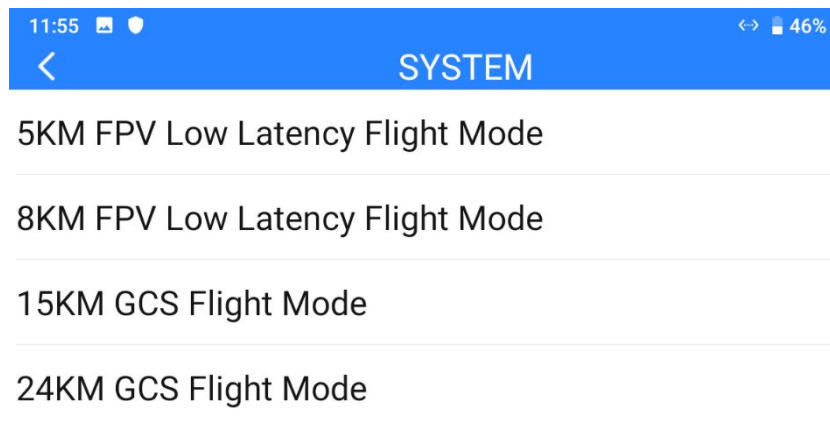 11:55 46%
SYSTEM
5KM FPV Low Latency Flight Mode
8KM FPV Low Latency Flight Mode
15KM GCS Flight Mode
24KM GCS Flight Mode